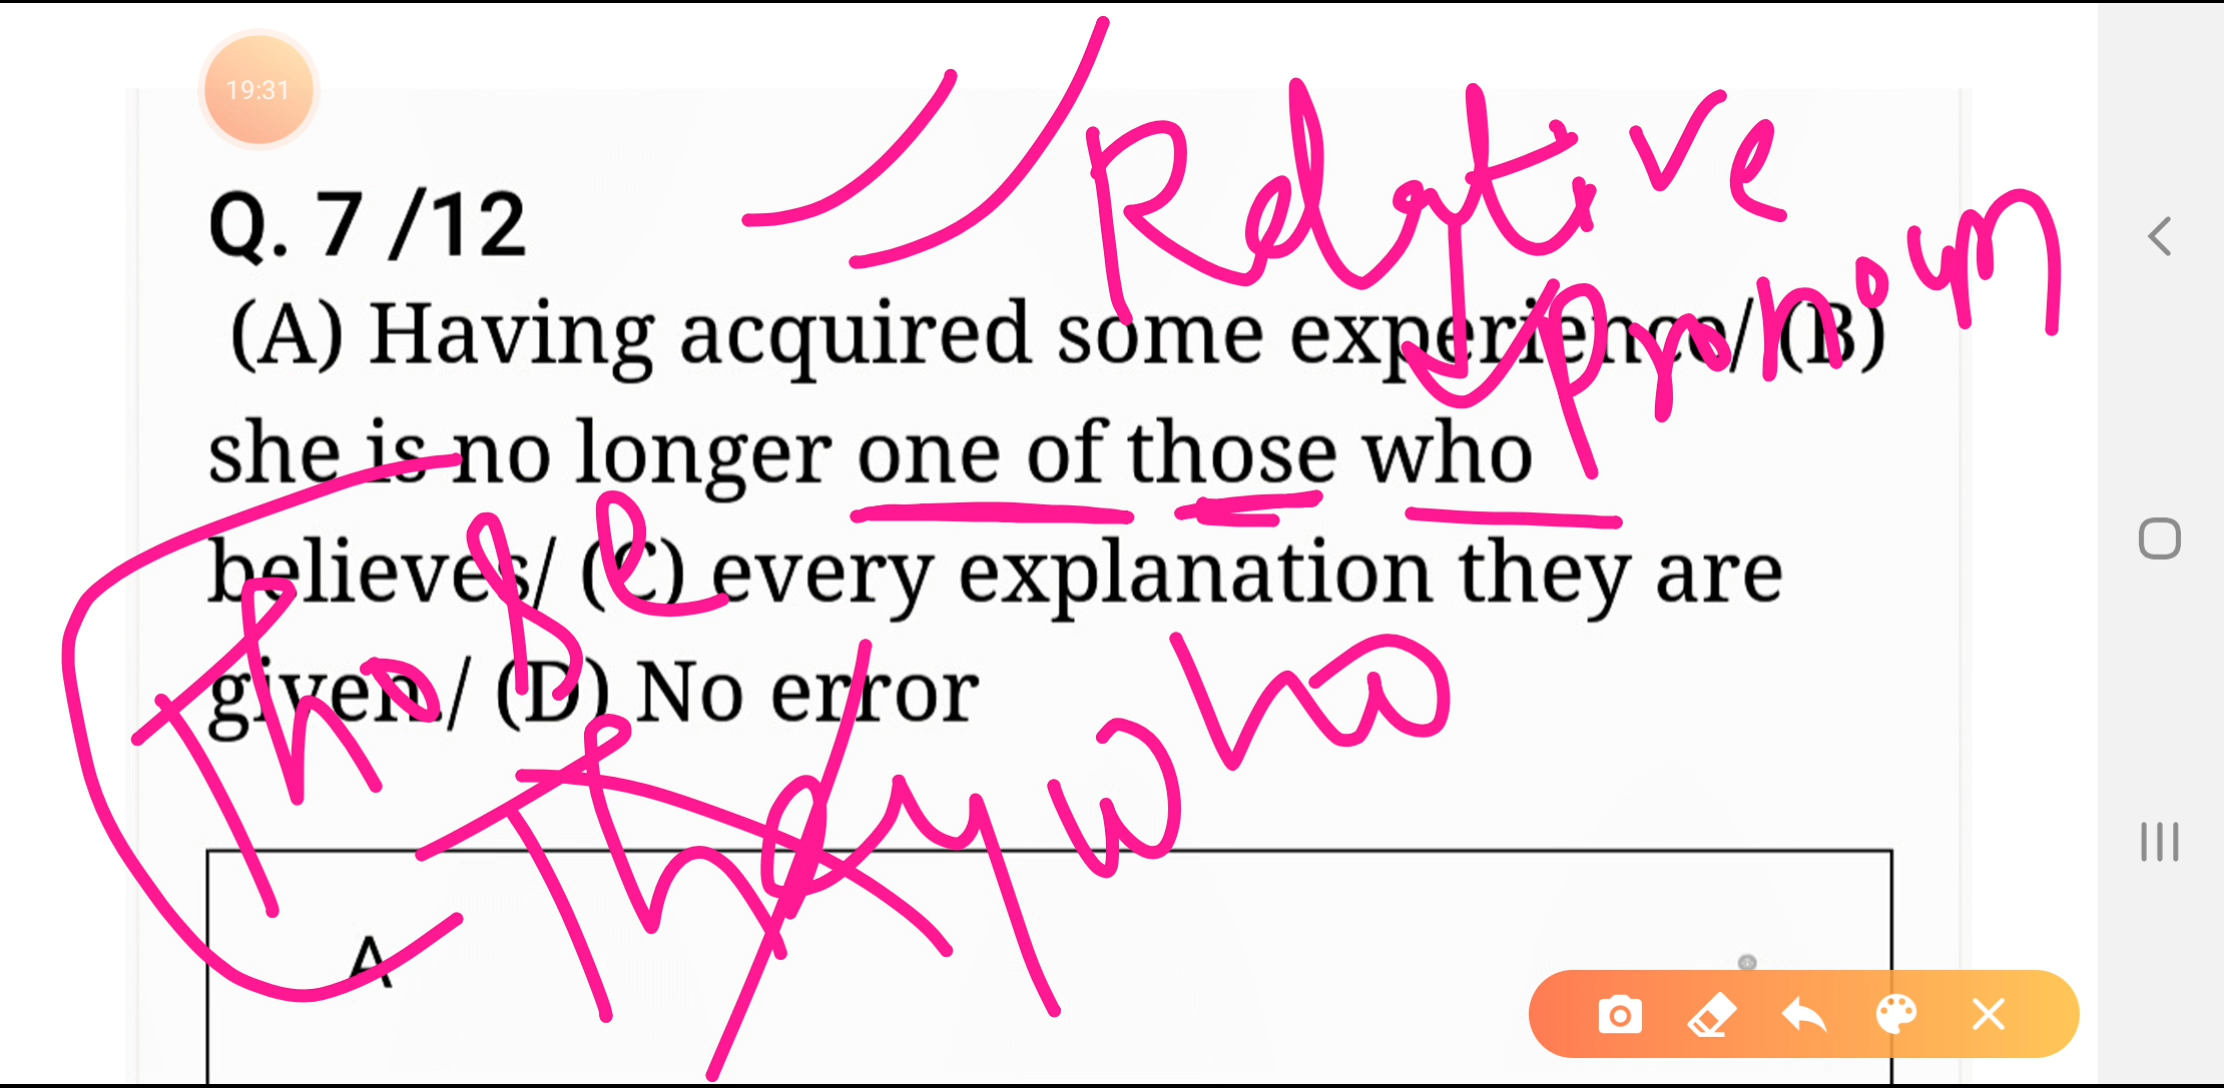 19:31
Relative
Pronoun
Q. 7 /12
(A) Having acquired some experience/ (B)
she is no longer one of those who
believes/ (C) every explanation they are
given./ (D) No error
Those
They who
A